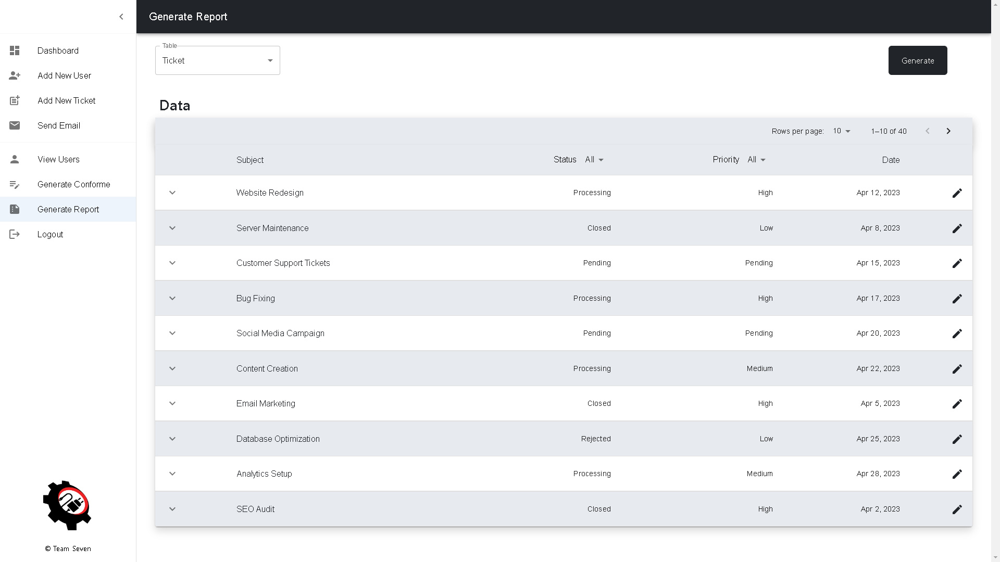 Generate Report
Dashboard
Add New User
Add New Ticket
Send Email
View Users
Generate Conforme
Generate Report
Logout
© Team Seven
Table
Ticket
Generate
Data
Rows per page: 10 1–10 of 40
Subject Status All Priority All Date
Website Redesign Processing High Apr 12, 2023
Server Maintenance Closed Low Apr 8, 2023
Customer Support Tickets Pending Pending Apr 15, 2023
Bug Fixing Processing High Apr 17, 2023
Social Media Campaign Pending Pending Apr 20, 2023
Content Creation Processing Medium Apr 22, 2023
Email Marketing Closed High Apr 5, 2023
Database Optimization Rejected Low Apr 25, 2023
Analytics Setup Processing Medium Apr 28, 2023
SEO Audit Closed High Apr 2, 2023